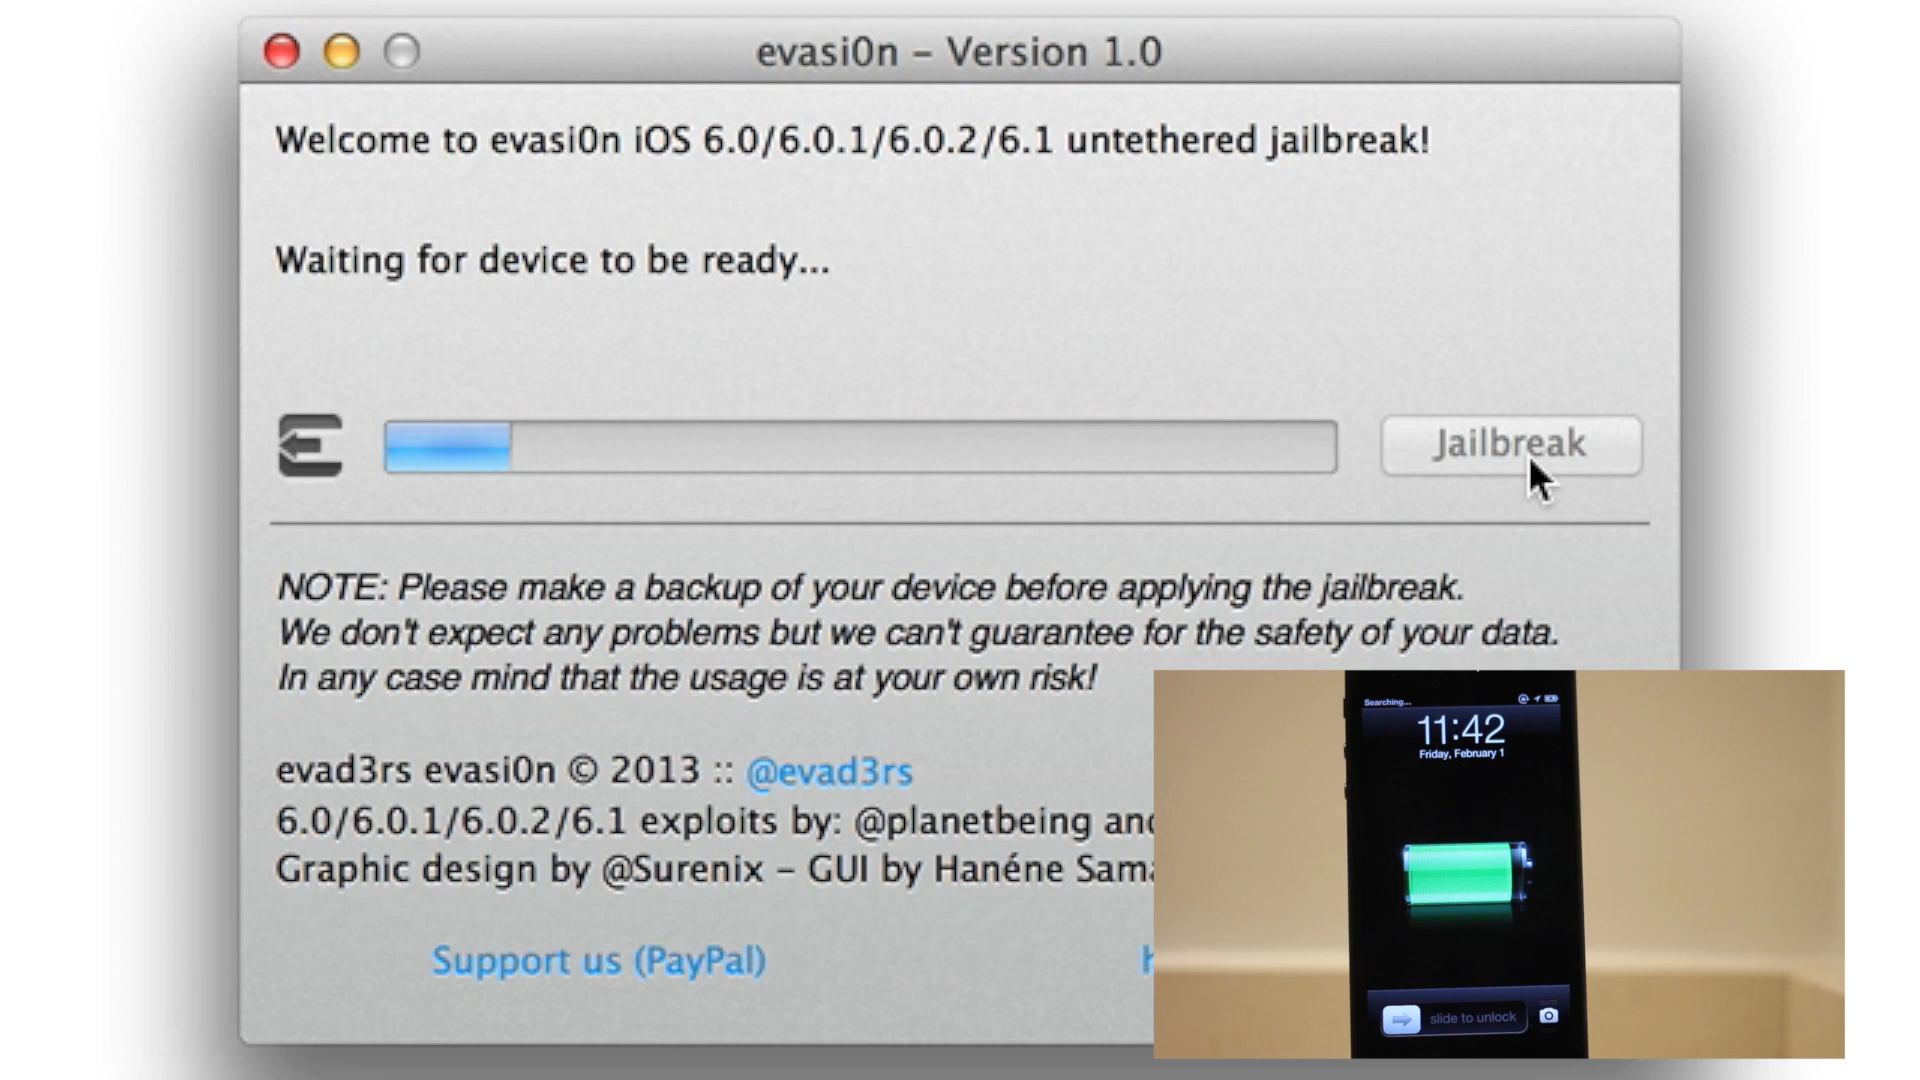 evasi0n – Version 1.0
Welcome to evasi0n iOS 6.0/6.0.1/6.0.2/6.1 untethered jailbreak!
Waiting for device to be ready...
Jailbreak
NOTE: Please make a backup of your device before applying the jailbreak.
We don't expect any problems but we can't guarantee for the safety of your data.
In any case mind that the usage is at your own risk!
evad3rs evasi0n © 2013 :: @evad3rs
6.0/6.0.1/6.0.2/6.1 exploits by: @planetbeing
Graphic design by @Surenix – GUI by Hanéne
Support us (PayPal)
Searching...
11:42
Friday, February 1
slide to unlock